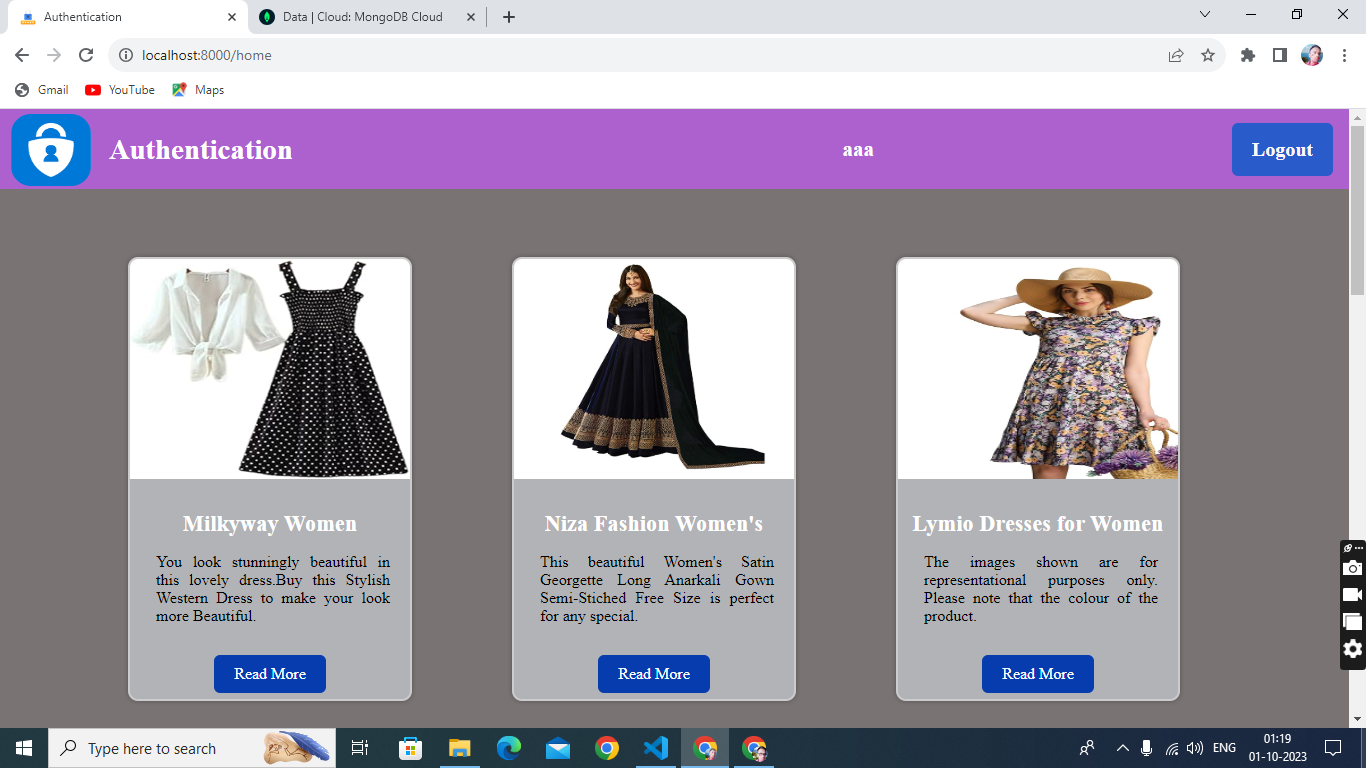 Authentication
Data | Cloud: MongoDB Cloud
localhost:8000/home
Gmail
YouTube
Maps
Authentication
aaa
Logout
Milkyway Women
You look stunningly beautiful in
this lovely dress.Buy this Stylish
Western Dress to make your look
more Beautiful.
Read More
Niza Fashion Women's
This beautiful Women's Satin
Georgette Long Anarkali Gown
Semi-Stiched Free Size is perfect
for any special.
Read More
Lymio Dresses for Women
The images shown are for
representational purposes only.
Please note that the colour of the
product.
Read More
Type here to search
ENG
01:19
01-10-2023